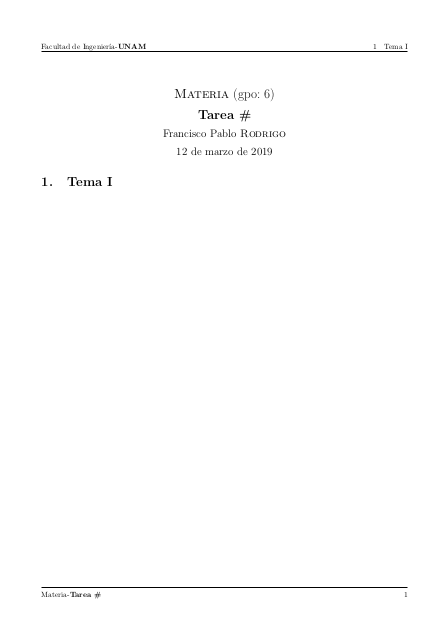 Facultad de Ingeniería-UNAM 1 Tema I
Materia (gpo: 6)
Tarea #
Francisco Pablo Rodrigo
12 de marzo de 2019
1. Tema I
Materia-Tarea # 1